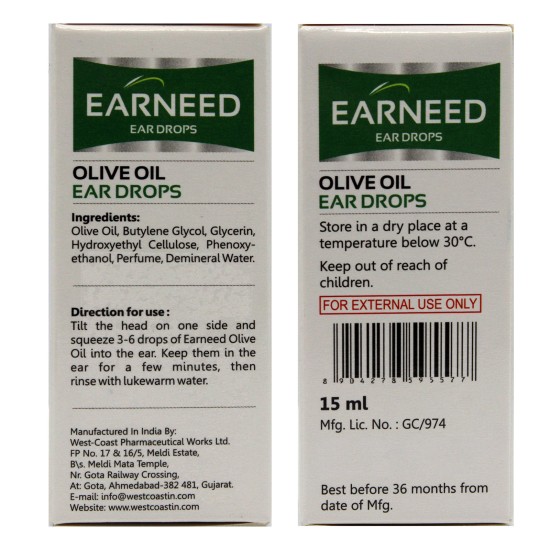 EARNEED
EAR DROPS
OLIVE OIL
EAR DROPS
Ingredients:
Olive Oil, Butylene Glycol, Glycerin,
Hydroxyethyl Cellulose, Phenoxy-
ethanol, Perfume, Demineral Water.
Direction for use :
Tilt the head on one side and
squeeze 3-6 drops of Earneed Olive
Oil into the ear. Keep them in the
ear for a few minutes, then
rinse with lukewarm water.
Manufactured In India By:
West-Coast Pharmaceutical Works Ltd.
FP No. 17 & 16/5, Meldi Estate,
B\s. Meldi Mata Temple,
Nr. Gota Railway Crossing,
At: Gota, Ahmedabad-382 481, Gujarat.
E-mail: info@westcoastin.com
Website: www.westcoastin.com
EARNEED
EAR DROPS
OLIVE OIL
EAR DROPS
Store in a dry place at a
temperature below 30°C.
Keep out of reach of
children.
FOR EXTERNAL USE ONLY
8 904278 595577
15 ml
Mfg. Lic. No. : GC/974
Best before 36 months from
date of Mfg.